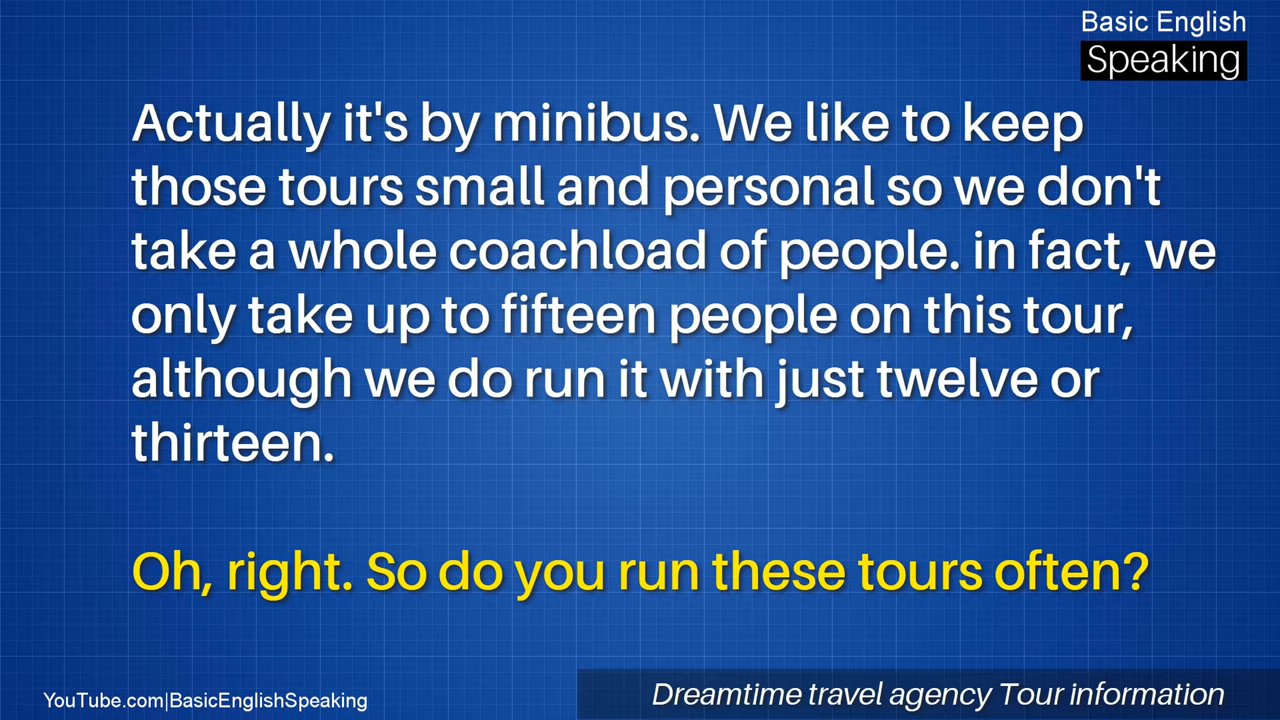 Basic English
Speaking
Actually it's by minibus. We like to keep
those tours small and personal so we don't
take a whole coachload of people. in fact, we
only take up to fifteen people on this tour,
although we do run it with just twelve or
thirteen.
Oh, right. So do you run these tours often?
YouTube.com|BasicEnglishSpeaking
Dreamtime travel agency Tour information